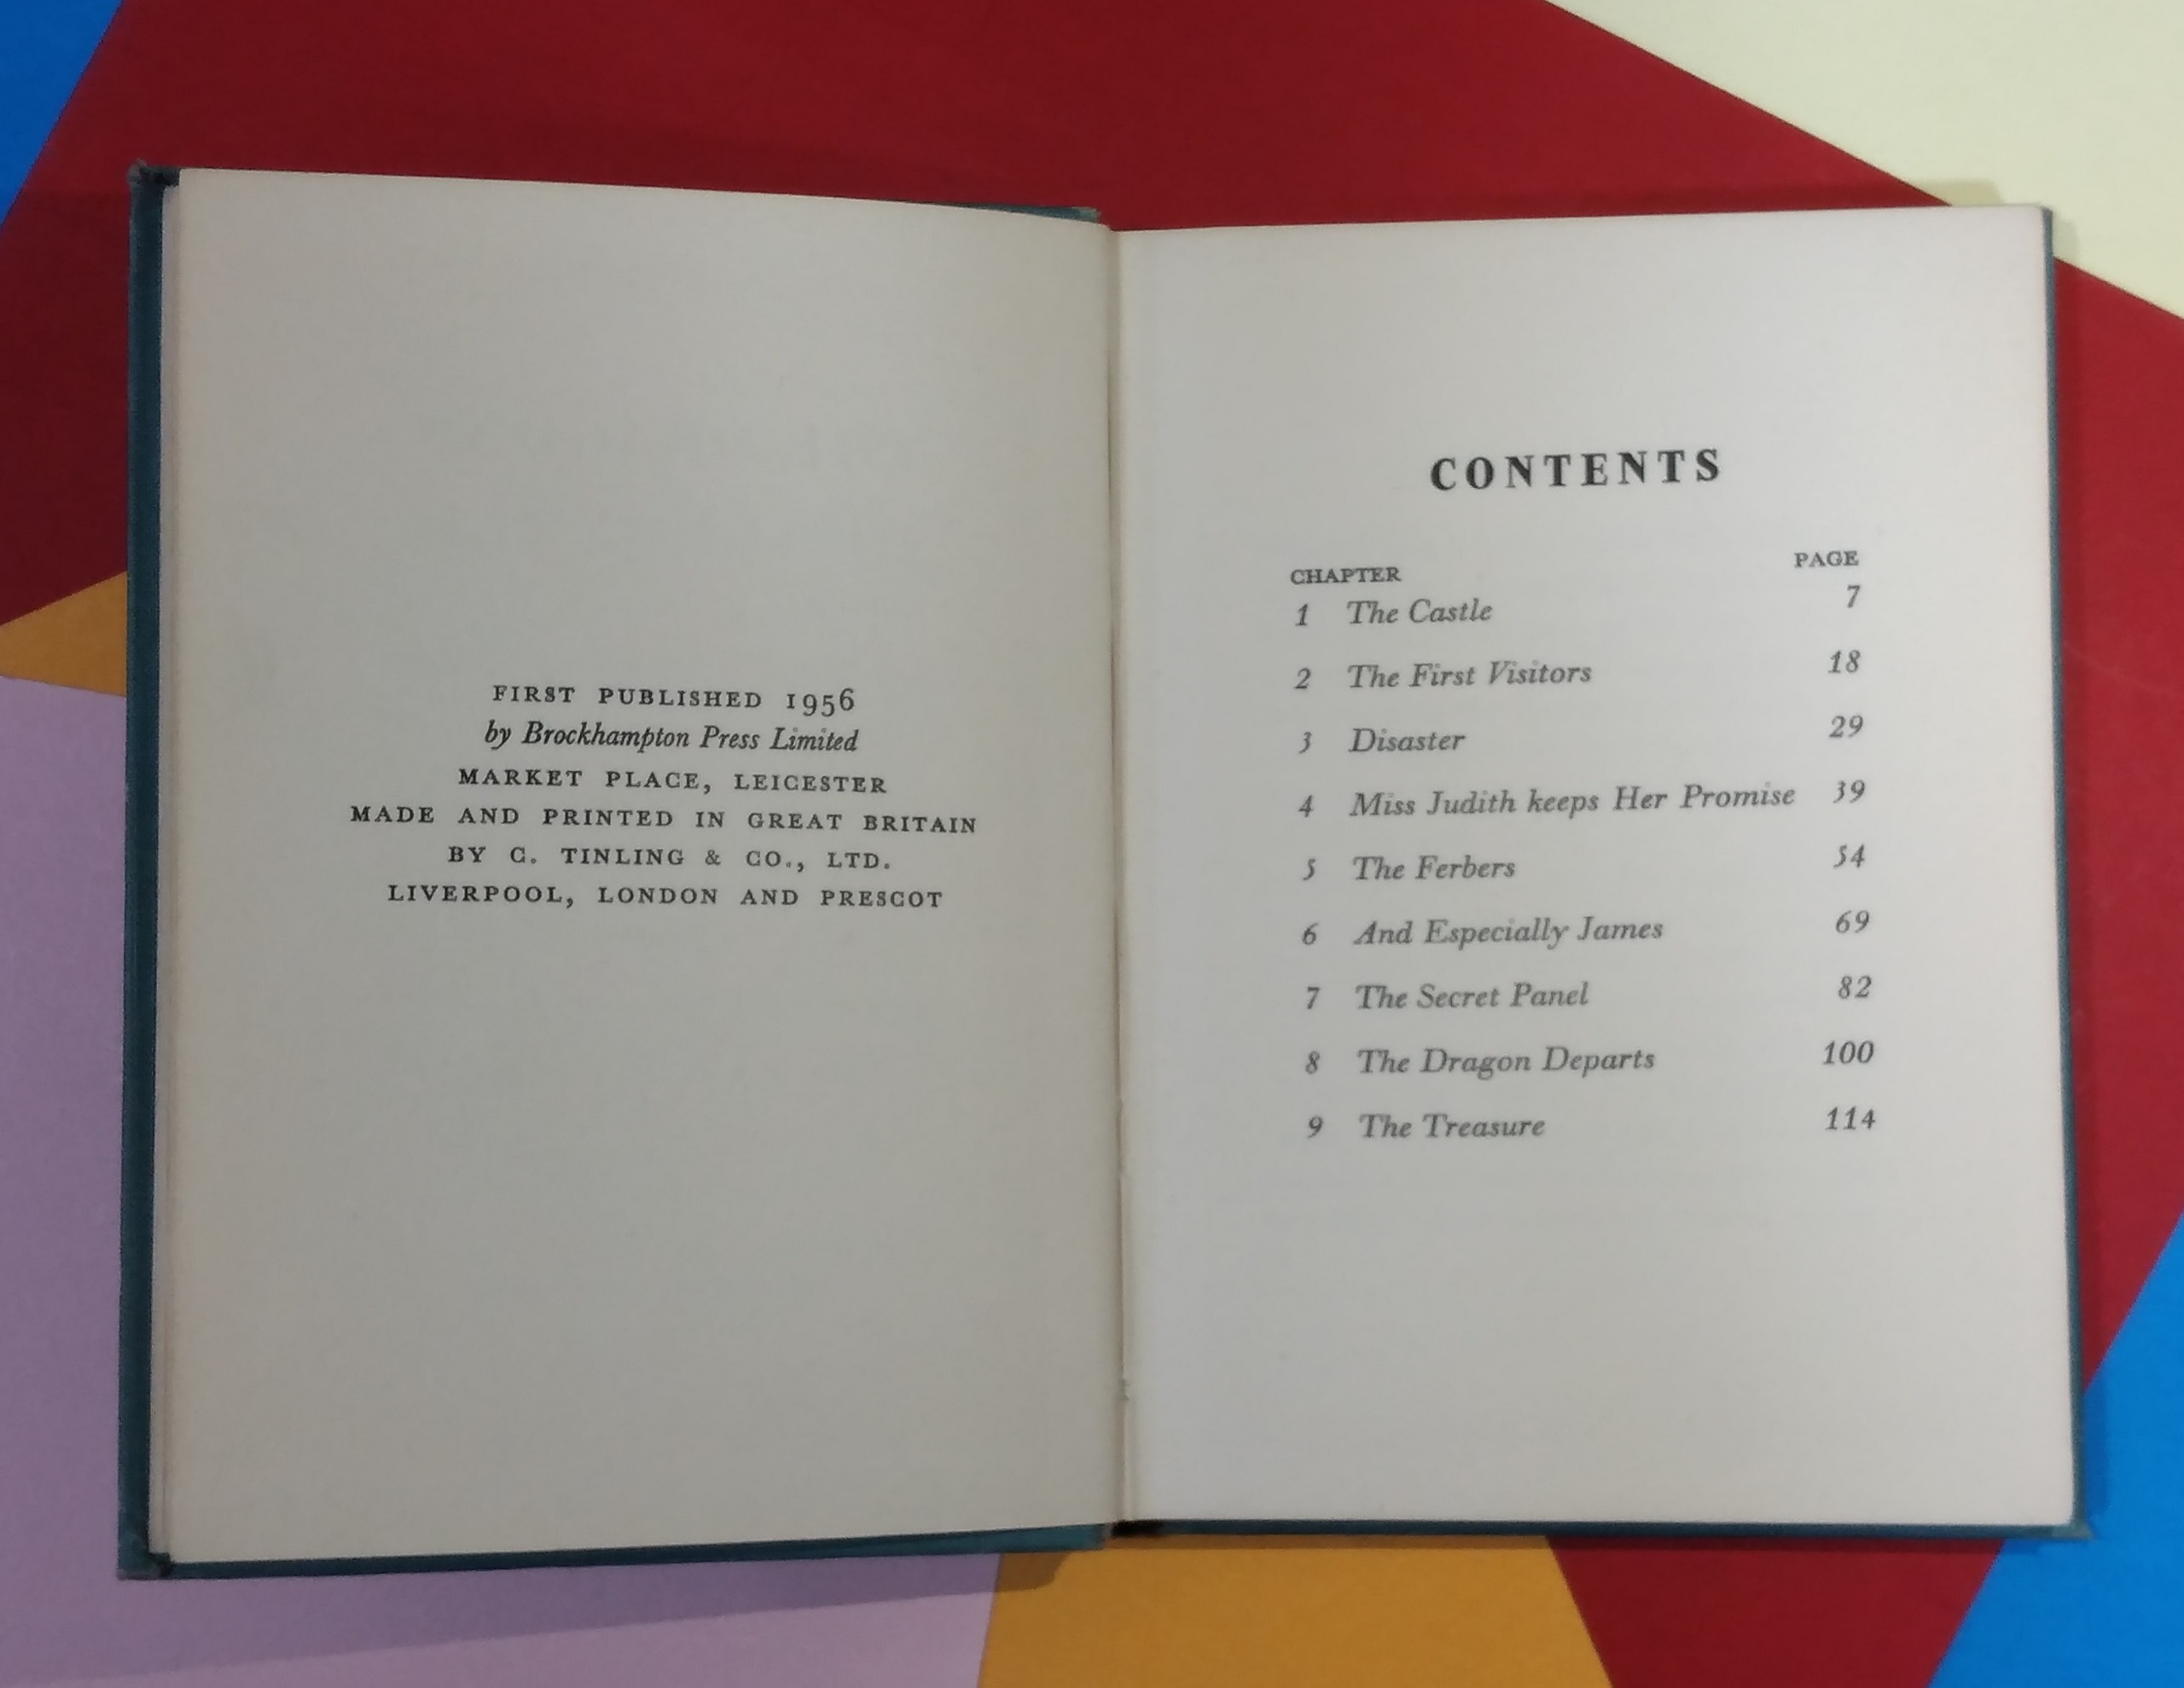 FIRST PUBLISHED 1956
by Brockhampton Press Limited
MARKET PLACE, LEICESTER
MADE AND PRINTED IN GREAT BRITAIN
BY C. TINLING & CO., LTD.
LIVERPOOL, LONDON AND PRESCOT
CONTENTS
CHAPTER PAGE
1 The Castle 7
2 The First Visitors 18
3 Disaster 29
4 Miss Judith keeps Her Promise 39
5 The Ferbers 54
6 And Especially James 69
7 The Secret Panel 82
8 The Dragon Departs 100
9 The Treasure 114